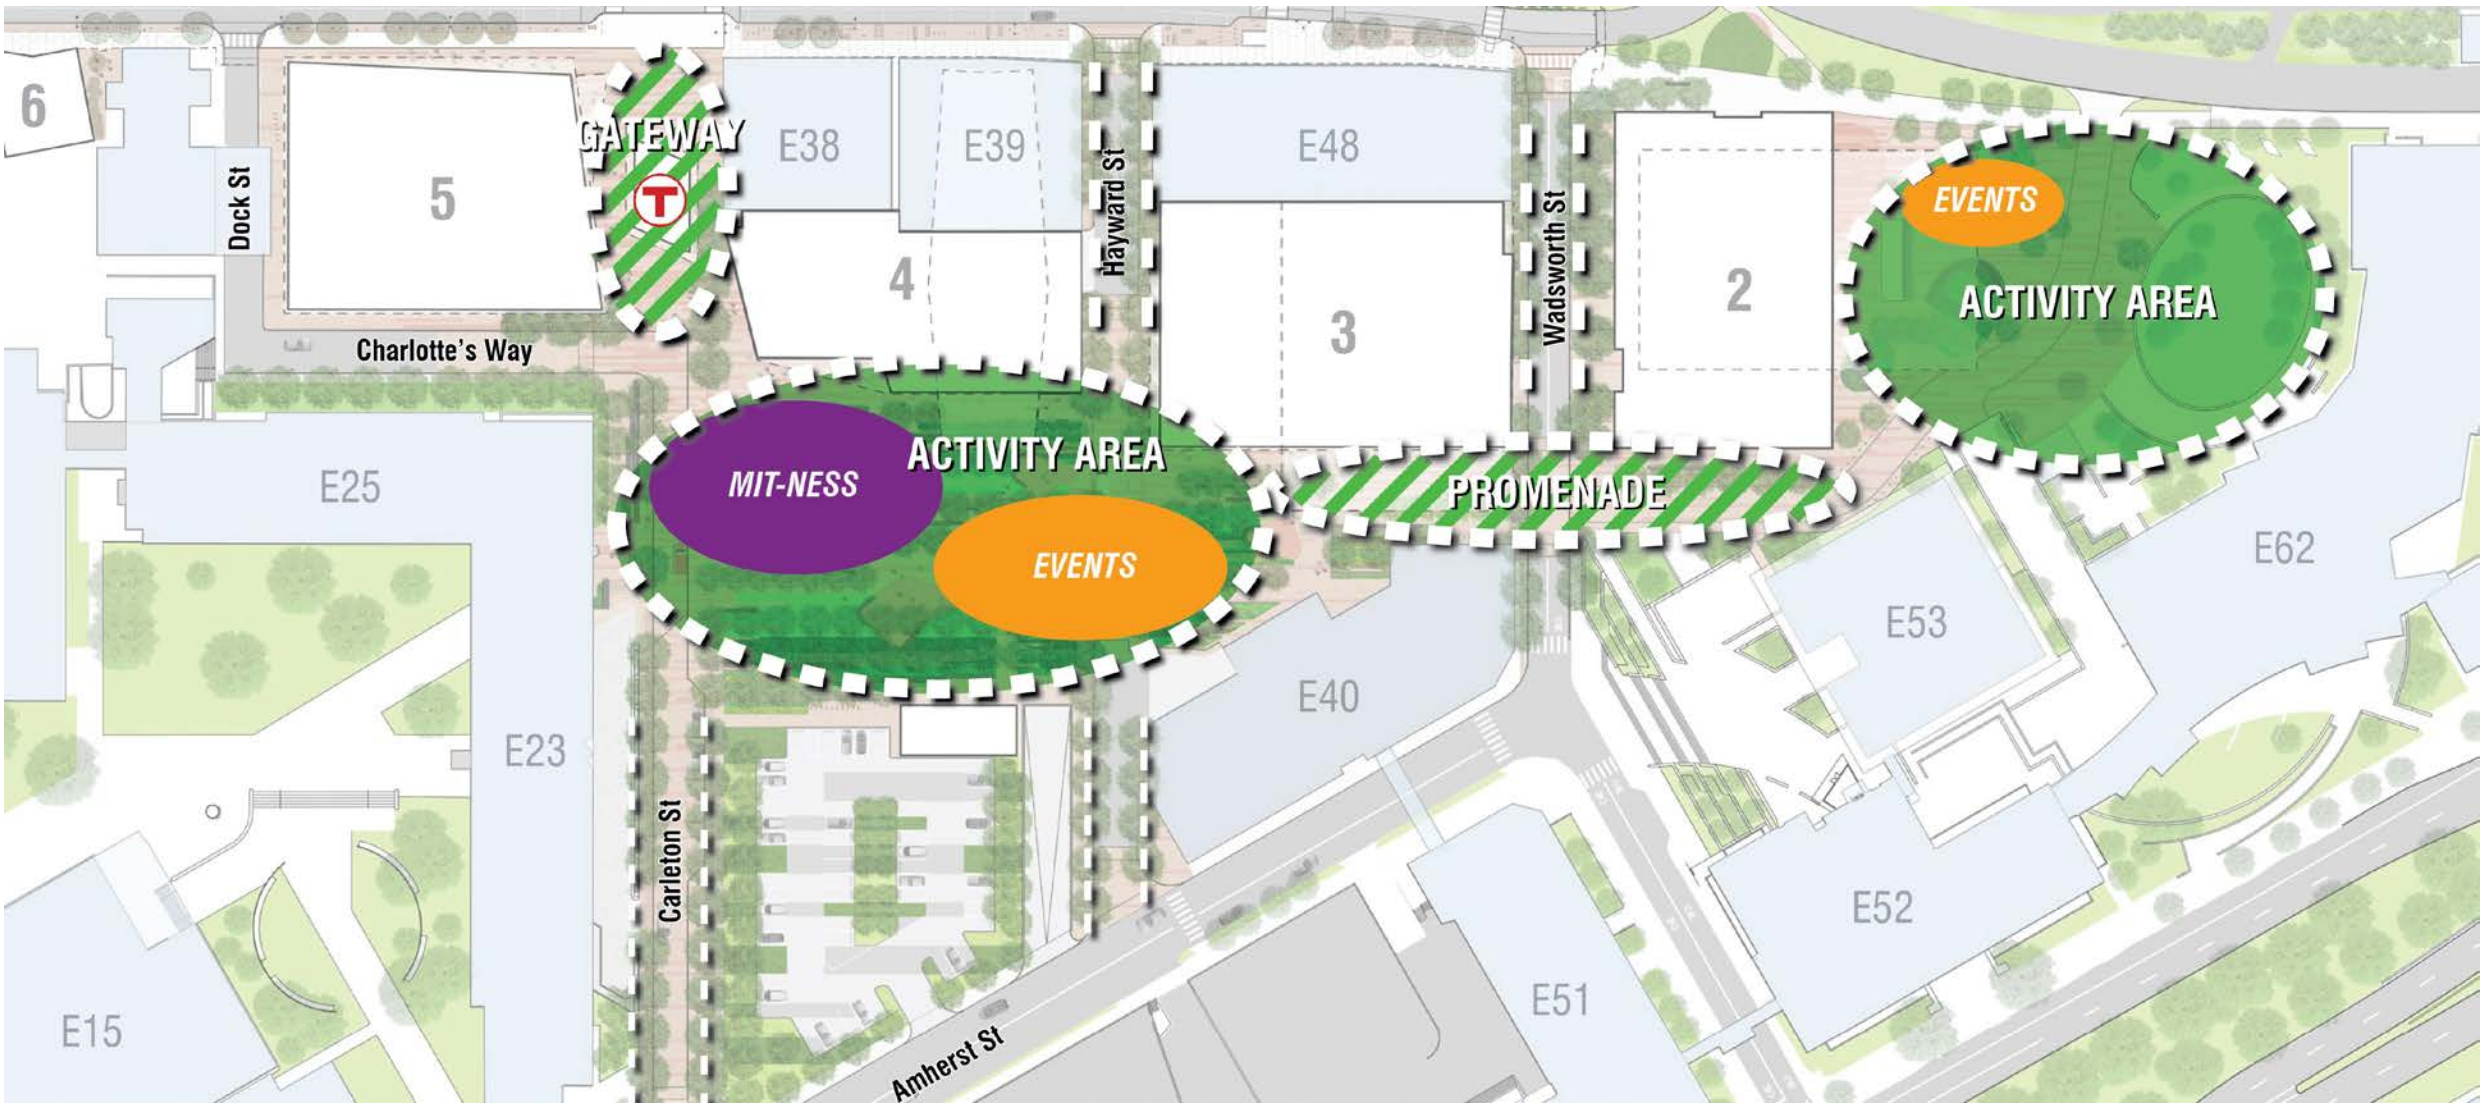 6
GATEWAY
E38
E39
E48
Dock St
5
T
Hayward St
Wadsworth St
EVENTS
4
2
ACTIVITY AREA
3
Charlotte's Way
ACTIVITY AREA
MIT-NESS
E25
PROMENADE
EVENTS
E62
E53
E40
E23
Carleton St
E52
E51
E15
Amherst St